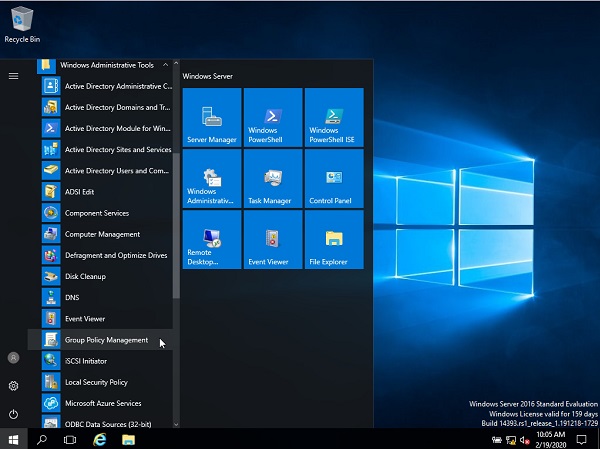 Recycle Bin
Windows Administrative Tools
Active Directory Administrative C...
Active Directory Domains and Tr...
Active Directory Module for Win...
Active Directory Sites and Services
Active Directory Users and Com...
ADSI Edit
Component Services
Computer Management
Defragment and Optimize Drives
Disk Cleanup
DNS
Event Viewer
Group Policy Management
iSCSI Initiator
Local Security Policy
Microsoft Azure Services
ODBC Data Sources (32-bit)
Windows Server
Server Manager
Windows
PowerShell
Windows
PowerShell ISE
Windows
Administrativ...
Task Manager
Control Panel
Remote
Desktop...
Event Viewer
File Explorer
Windows Server 2016 Standard Evaluation
Windows License valid for 159 days
Build 14393.rs1_release_1.191218-1729
10:05 AM
2/19/2020